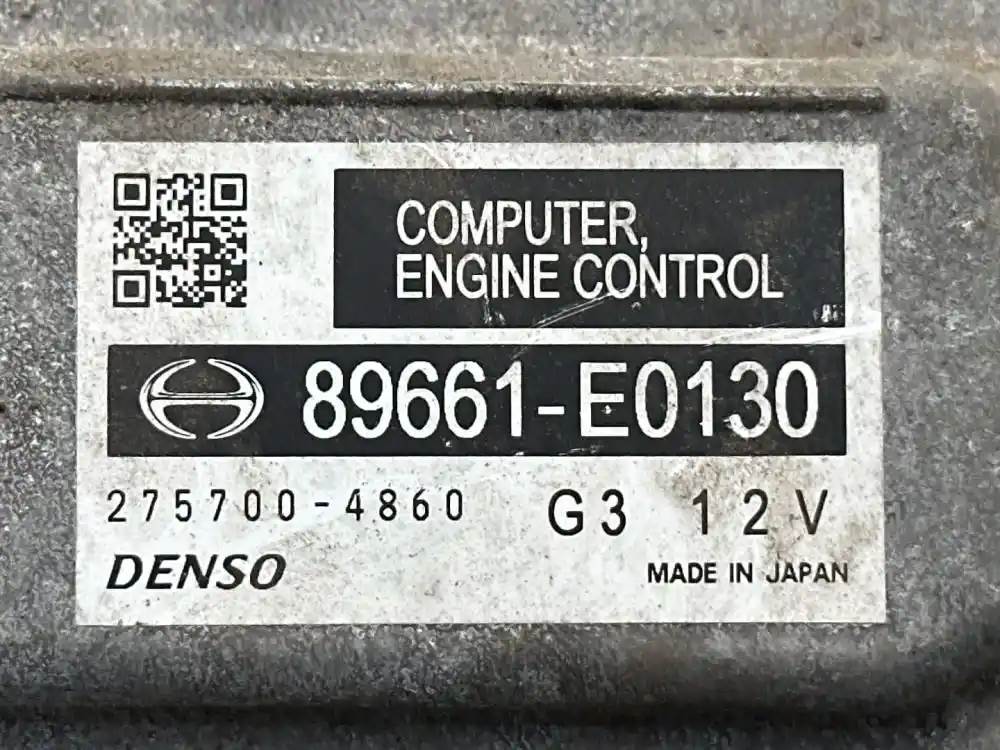 COMPUTER,
ENGINE CONTROL
89661-E0130
275700-4860 G3 12V
DENSO
MADE IN JAPAN